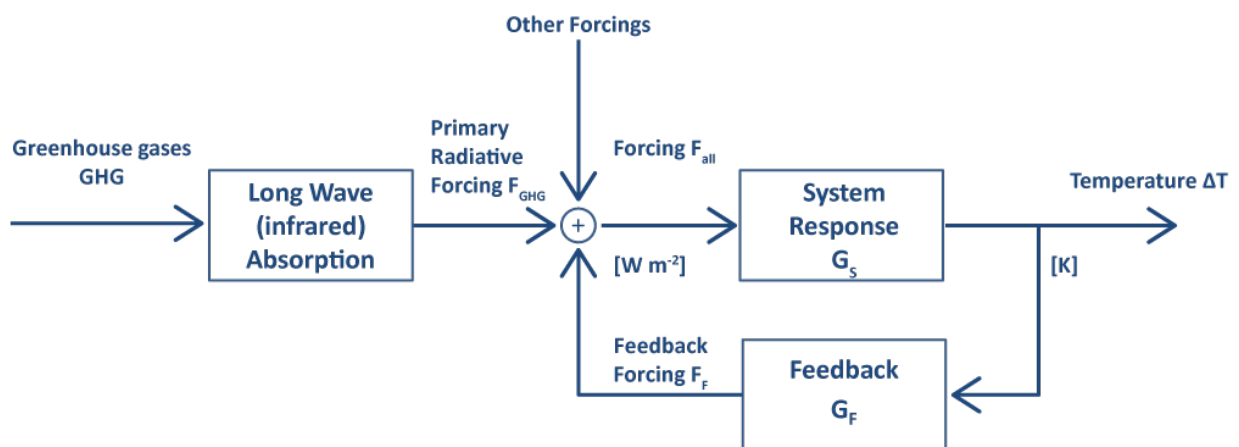 Other Forcings
Greenhouse gases
GHG
Long Wave
(infrared)
Absorption
Primary
Radiative
Forcing F_GHG
+
Forcing F_all
[W m⁻²]
System
Response
G_S
Temperature ΔT
[K]
Feedback
Forcing F_F
Feedback
G_F